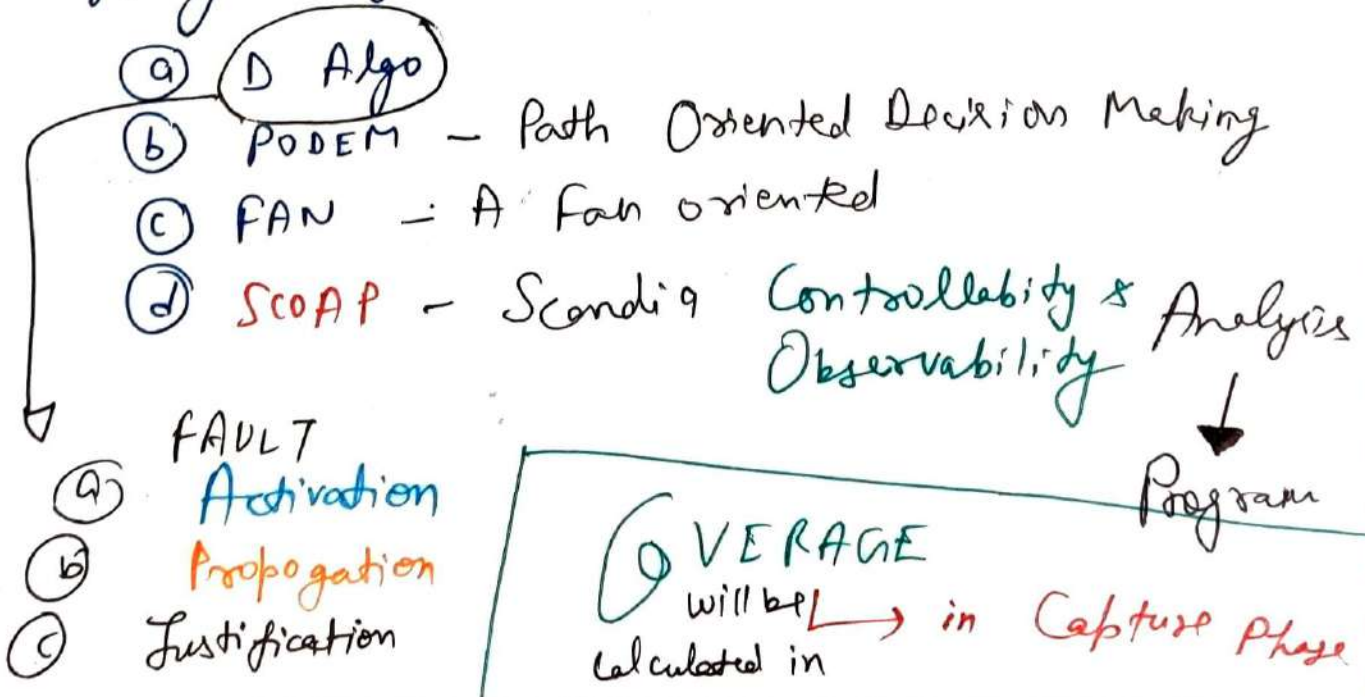 a D Algo
b PODEM - Path Oriented Decision Making
c FAN - A Fan oriented
d SCOAP - Scandia Controllabity & Observability Analysis
Program
FAULT
a Activation
b Propogation
c Justification
COVERAGE
will be → in Capture Phase
calculated in